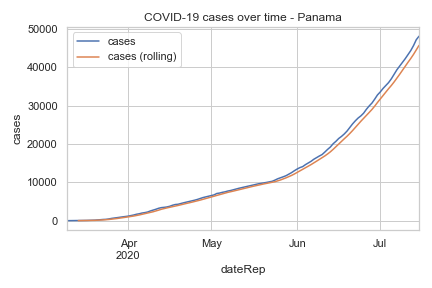 COVID-19 cases over time - Panama
cases
cases (rolling)
50000
40000
30000
20000
10000
0
cases
Apr
2020
May
Jun
Jul
dateRep